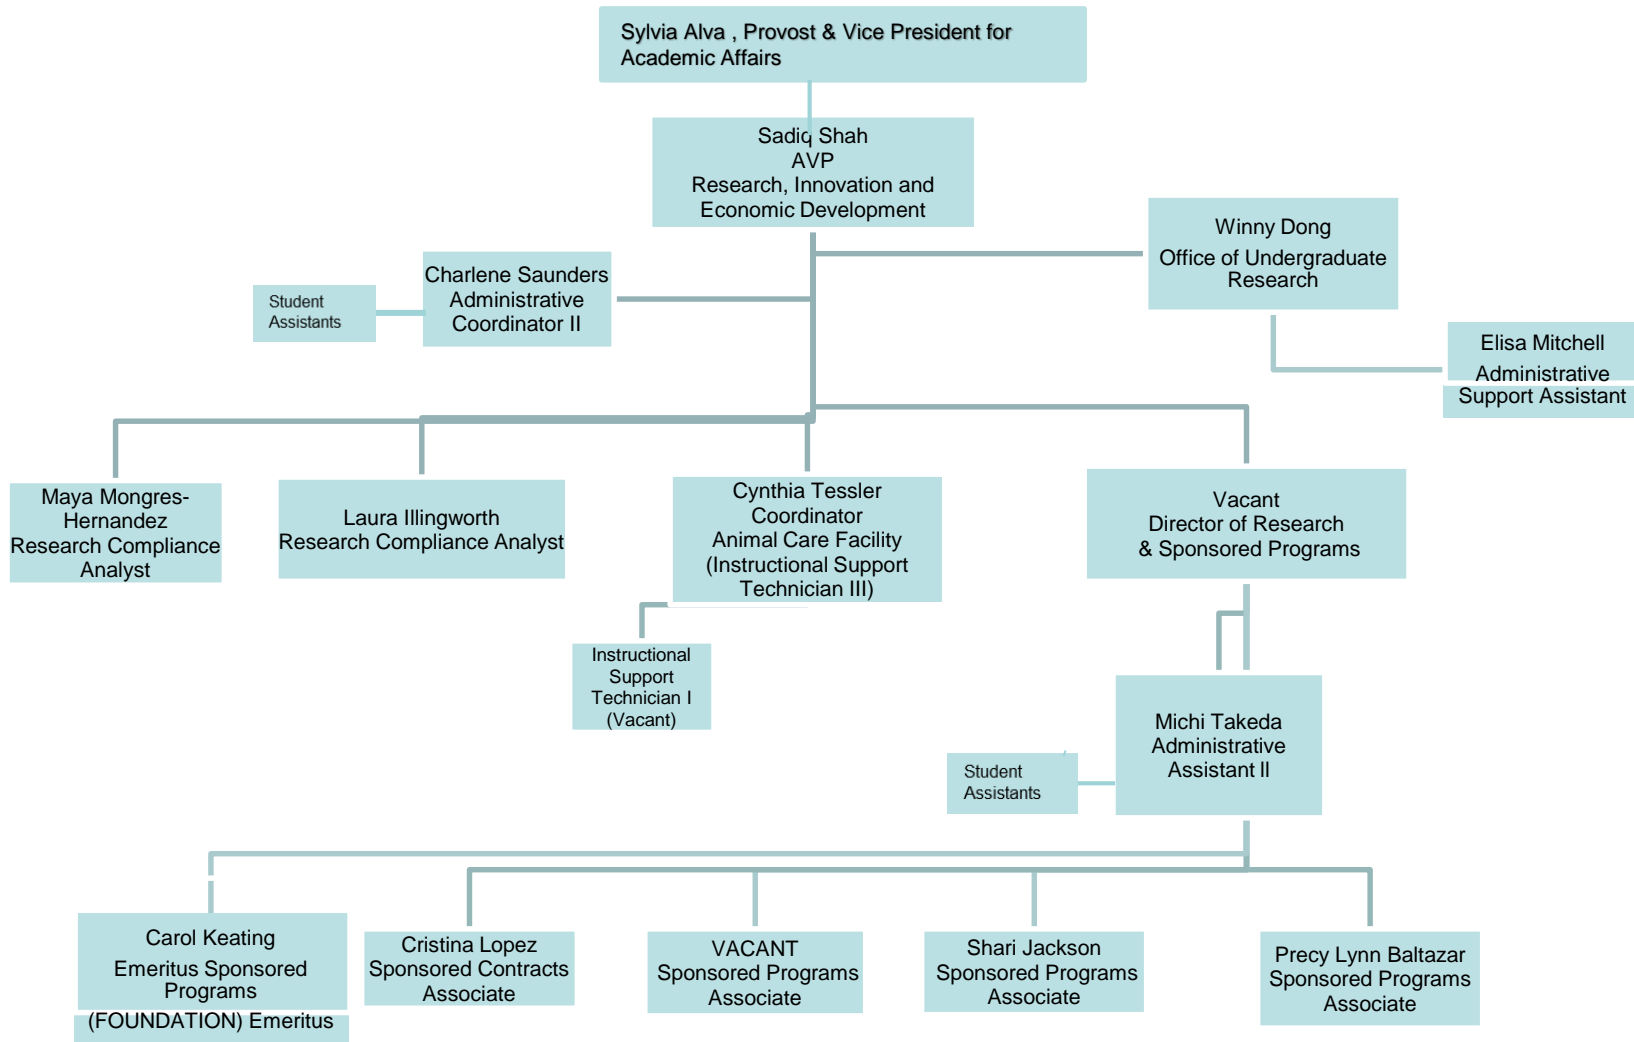 Sylvia Alva , Provost & Vice President for
Academic Affairs
Sadiq Shah
AVP
Research, Innovation and
Economic Development
Winny Dong
Office of Undergraduate
Research
Charlene Saunders
Administrative
Coordinator II
Student
Assistants
Elisa Mitchell
Administrative
Support Assistant
Maya Mongres-
Hernandez
Research Compliance
Analyst
Laura Illingworth
Research Compliance Analyst
Cynthia Tessler
Coordinator
Animal Care Facility
(Instructional Support
Technician III)
Vacant
Director of Research
& Sponsored Programs
Instructional
Support
Technician I
(Vacant)
Michi Takeda
Administrative
Assistant II
Student
Assistants
Carol Keating
Emeritus Sponsored
Programs
(FOUNDATION) Emeritus
Cristina Lopez
Sponsored Contracts
Associate
VACANT
Sponsored Programs
Associate
Shari Jackson
Sponsored Programs
Associate
Precy Lynn Baltazar
Sponsored Programs
Associate